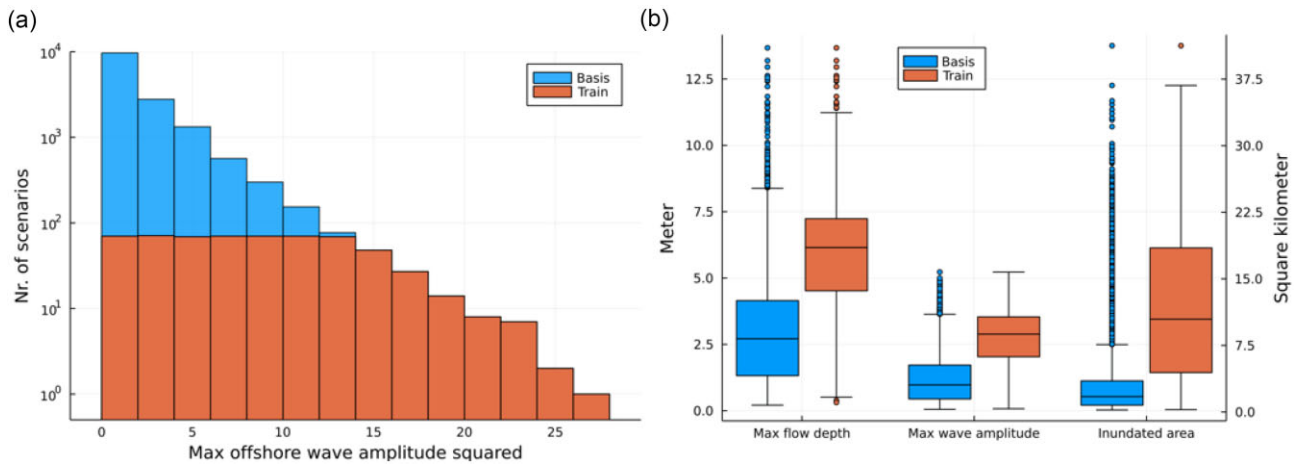 (a)
10^4
10^3
10^2
10^1
10^0
Nr. of scenarios
Basis
Train
0
5
10
15
20
25
Max offshore wave amplitude squared
(b)
12.5
10.0
7.5
5.0
2.5
0.0
Meter
Basis
Train
37.5
30.0
22.5
15.0
7.5
0.0
Square kilometer
Max flow depth
Max wave amplitude
Inundated area